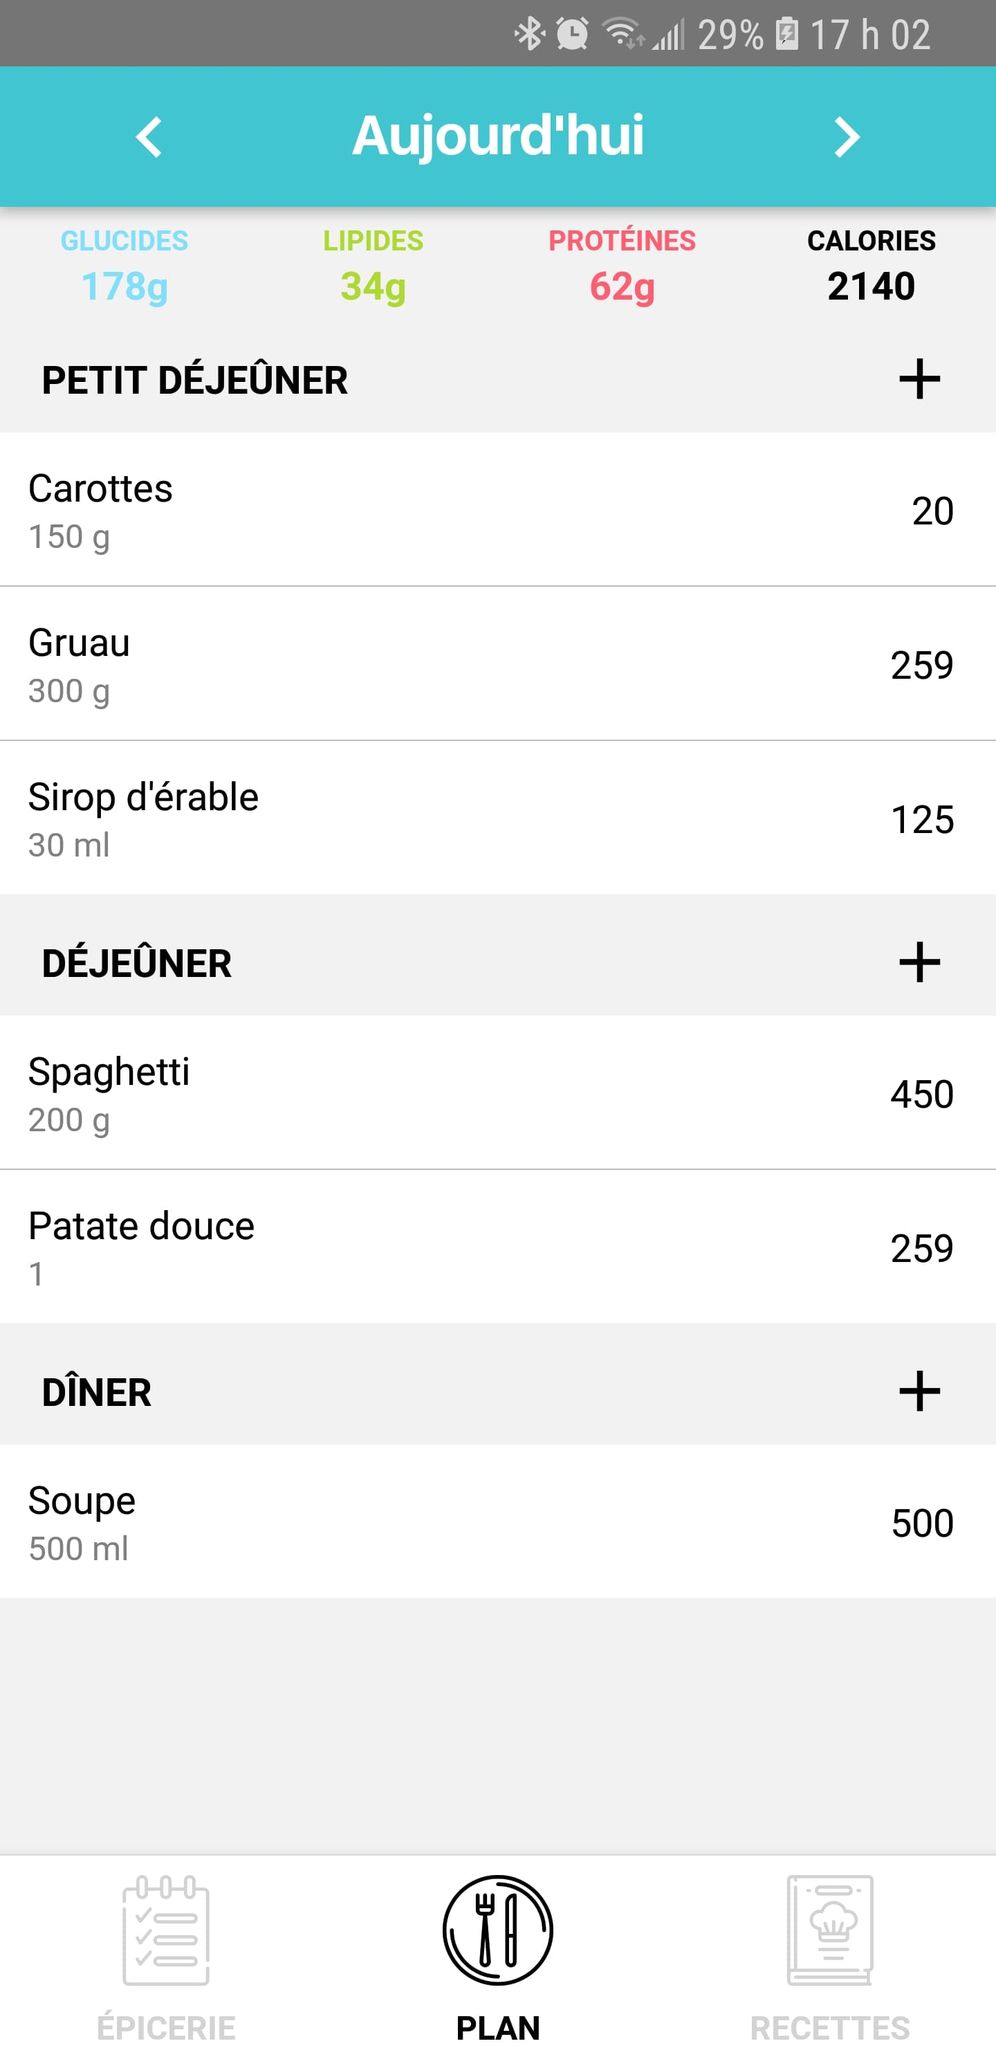 29% 17 h 02
Aujourd'hui
GLUCIDES LIPIDES PROTÉINES CALORIES
178g 34g 62g 2140
PETIT DÉJEÛNER +
Carottes
150 g
20
Gruau
300 g
259
Sirop d'érable
30 ml
125
DÉJEÛNER +
Spaghetti
200 g
450
Patate douce
1
259
DÎNER +
Soupe
500 ml
500
ÉPICERIE PLAN RECETTES